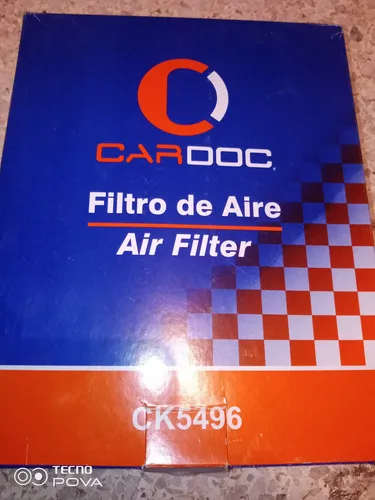 CARDOC
Filtro de Aire
Air Filter
CK5496
TECNO
POVA